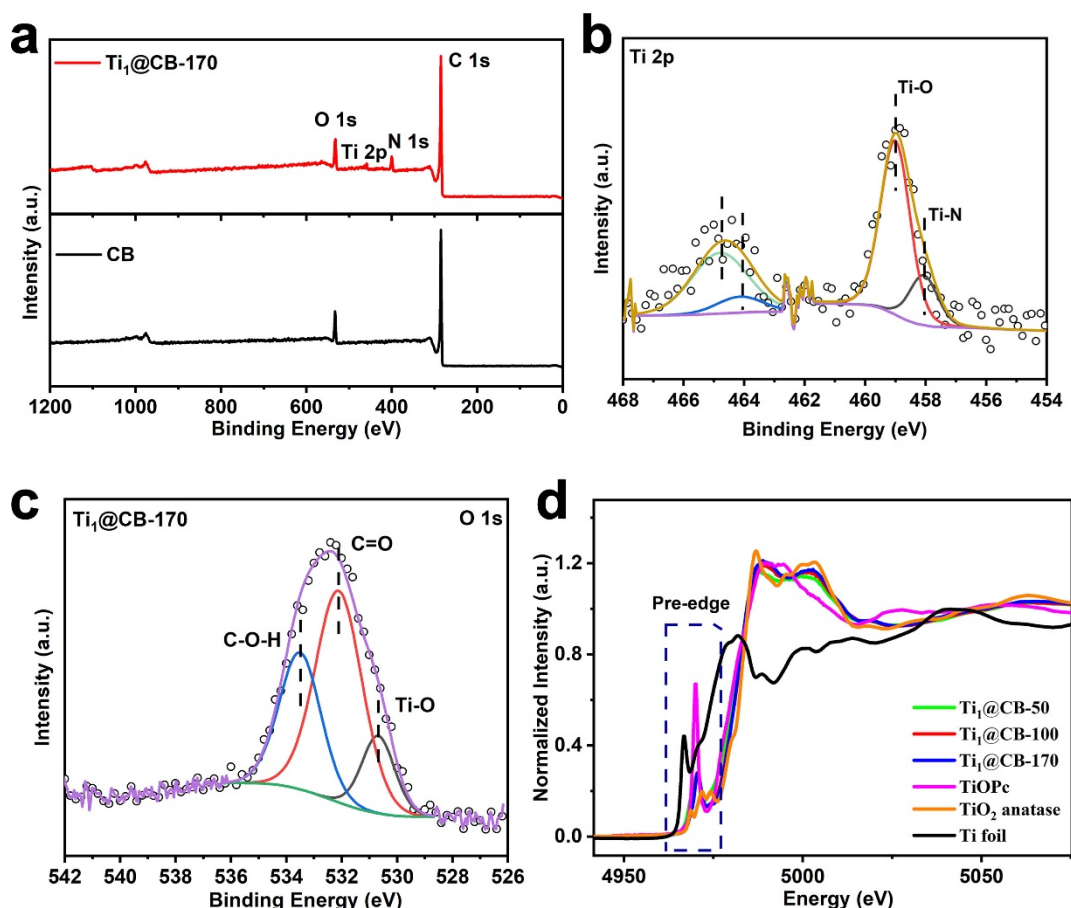 a
Ti₁@CB-170
C 1s
O 1s
Ti 2p
N 1s
CB
Intensity (a.u.)
1200 1000 800 600 400 200 0
Binding Energy (eV)
b
Ti 2p
Ti-O
Ti-N
Intensity (a.u.)
468 466 464 462 460 458 456 454
Binding Energy (eV)
c
Ti₁@CB-170
O 1s
C=O
C-O-H
Ti-O
Intensity (a.u.)
542 540 538 536 534 532 530 528 526
Binding Energy (eV)
d
Pre-edge
1.2
0.8
0.4
0.0
Normalized Intensity (a.u.)
Ti₁@CB-50
Ti₁@CB-100
Ti₁@CB-170
TiOPc
TiO₂ anatase
Ti foil
4950 5000 5050
Energy (eV)